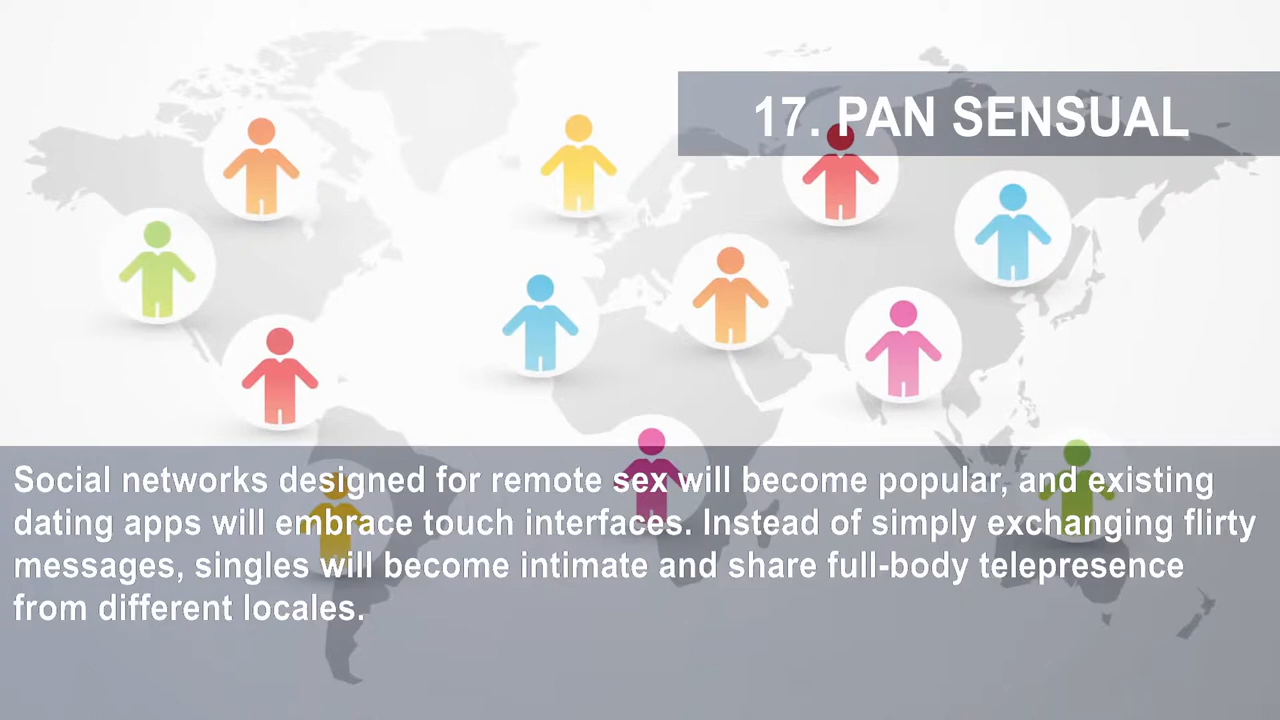 17. PAN SENSUAL
Social networks designed for remote sex will become popular, and existing
dating apps will embrace touch interfaces. Instead of simply exchanging flirty
messages, singles will become intimate and share full-body telepresence
from different locales.